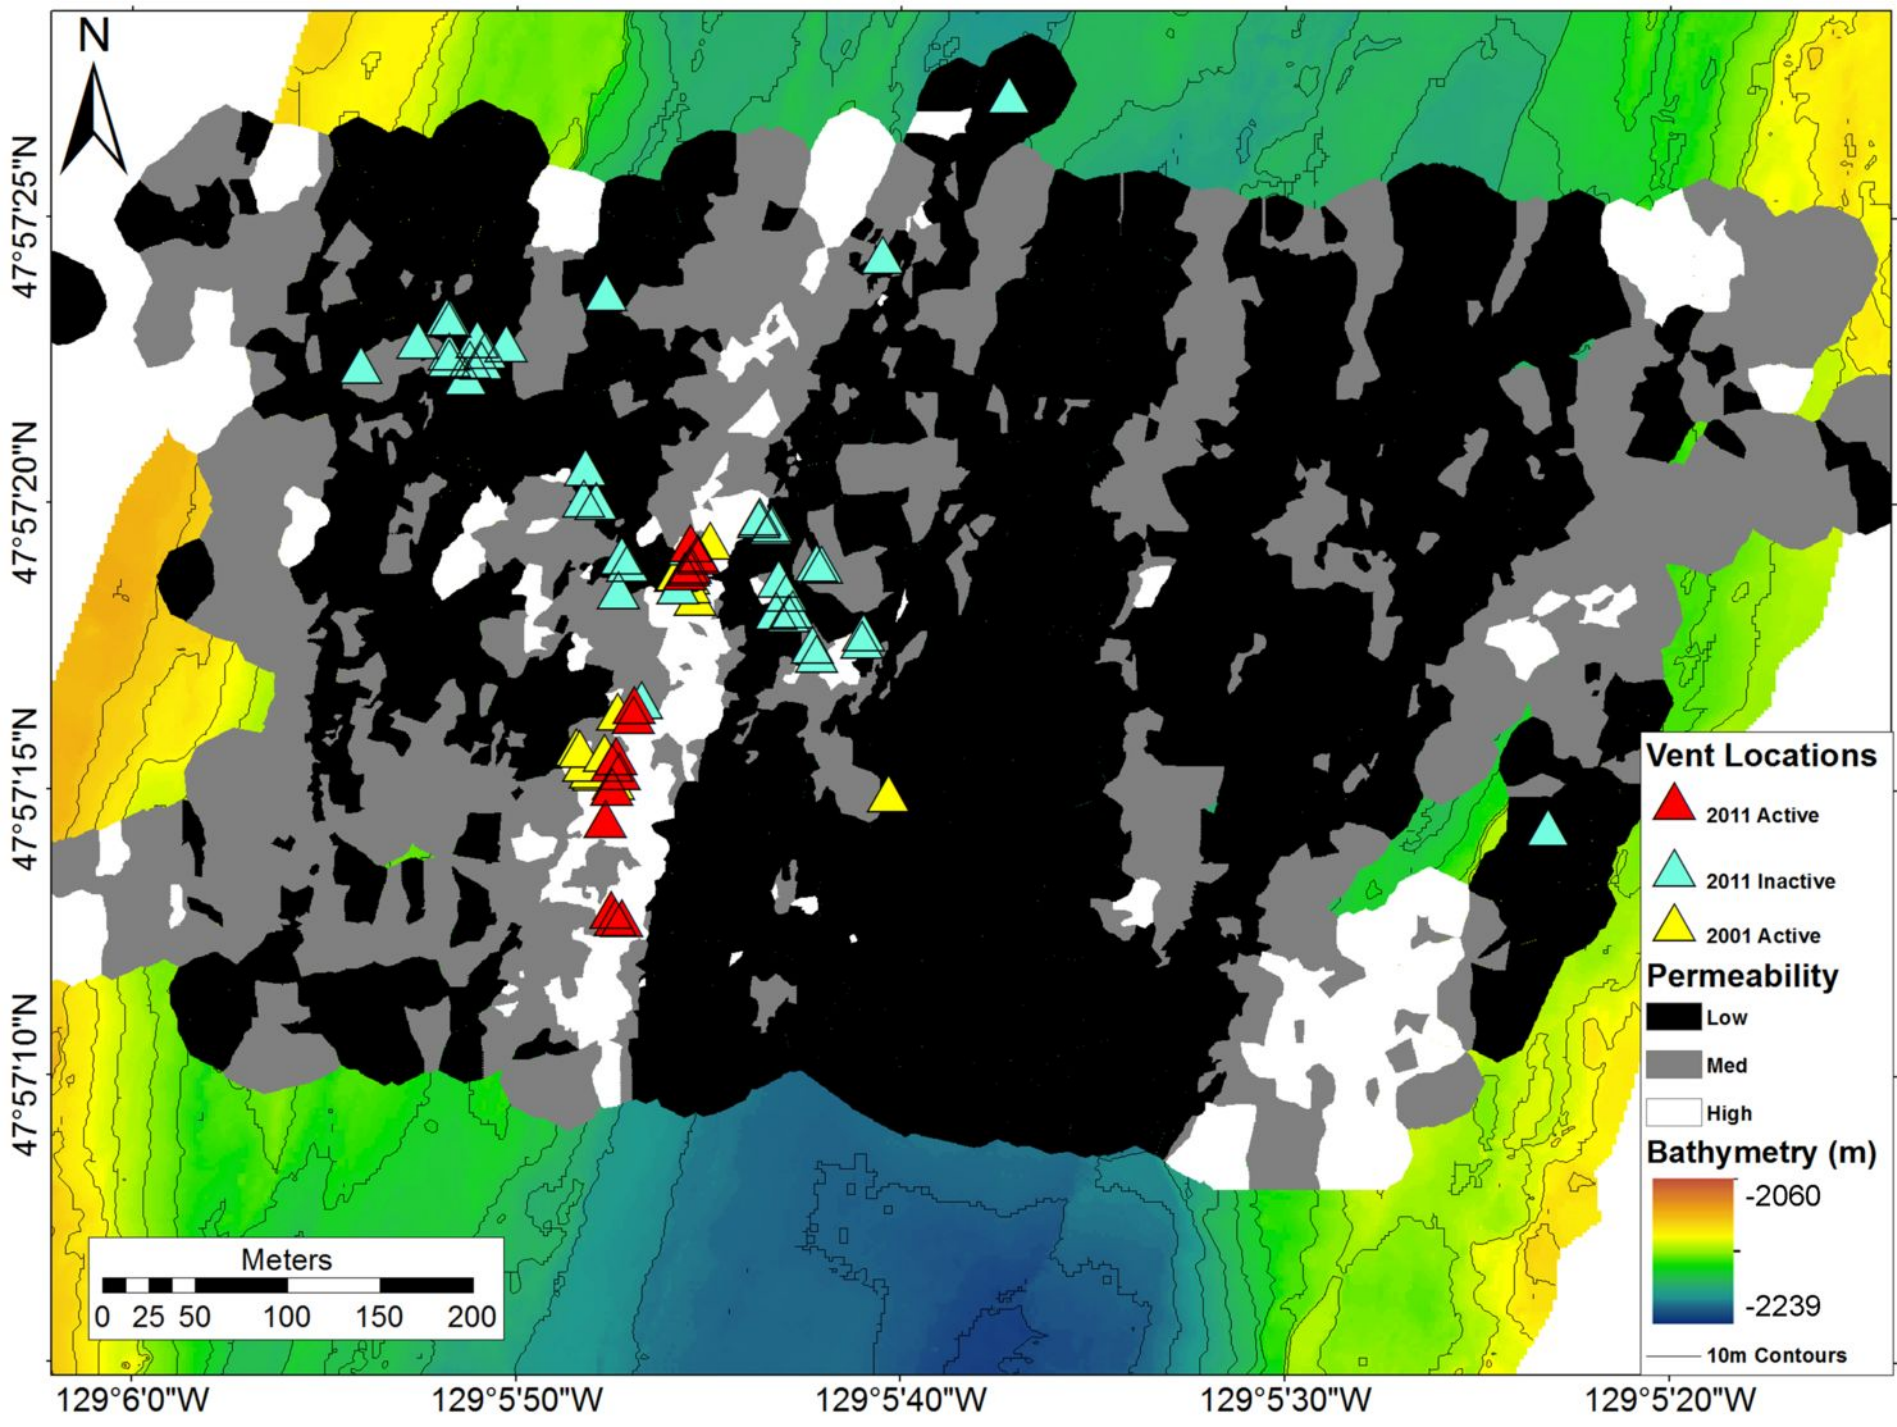 N
47°57'25"N
47°57'20"N
47°57'15"N
47°57'10"N
Vent Locations
2011 Active
2011 Inactive
2001 Active
Permeability
Low
Med
High
Bathymetry (m)
-2060
-2239
10m Contours
Meters
0 25 50 100 150 200
129°6'0"W 129°5'50"W 129°5'40"W 129°5'30"W 129°5'20"W